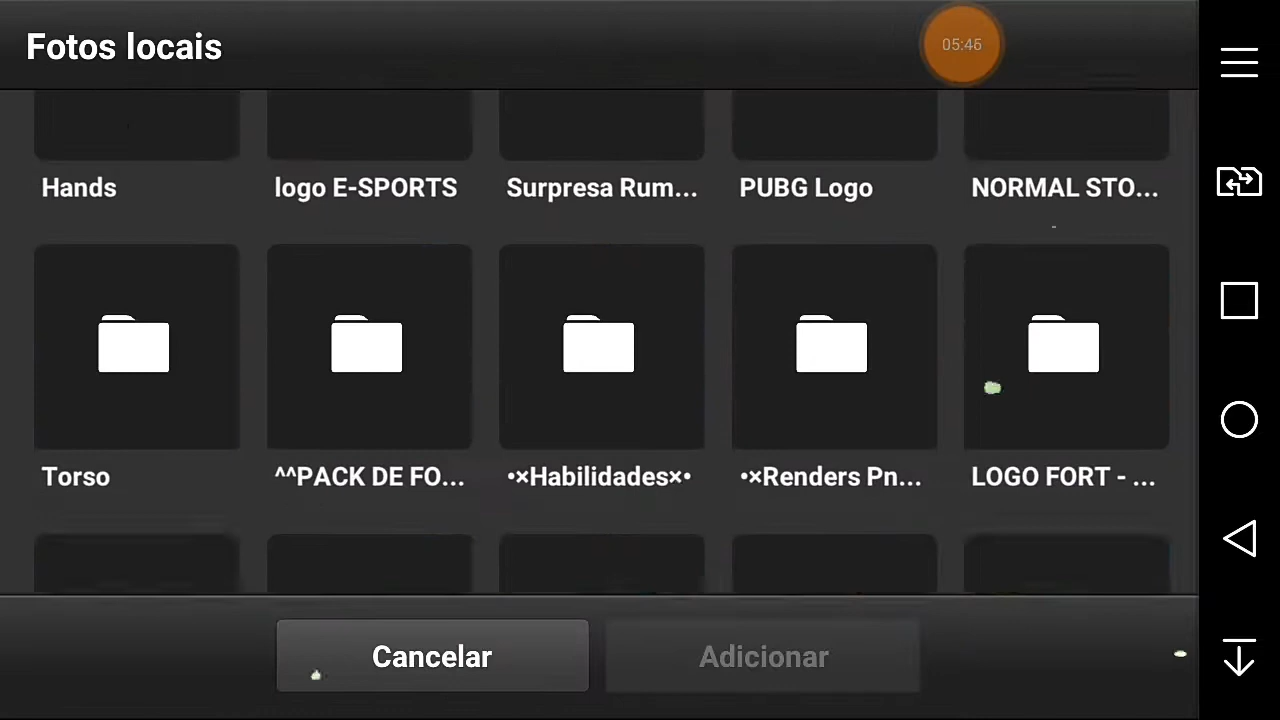 Fotos locais
05:46
Hands
logo E-SPORTS
Surpresa Rum...
PUBG Logo
NORMAL STO...
Torso
^^PACK DE FO...
•×Habilidades×•
•×Renders Pn...
LOGO FORT - ...
Cancelar
Adicionar